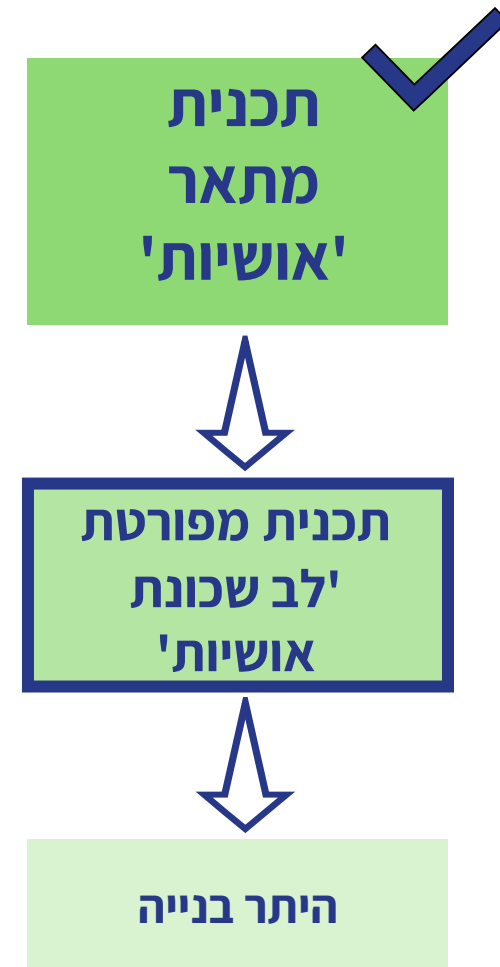 תכנית
מתאר
'אושיות'
תכנית מפורטת
'לב שכונת
אושיות'
היתר בנייה